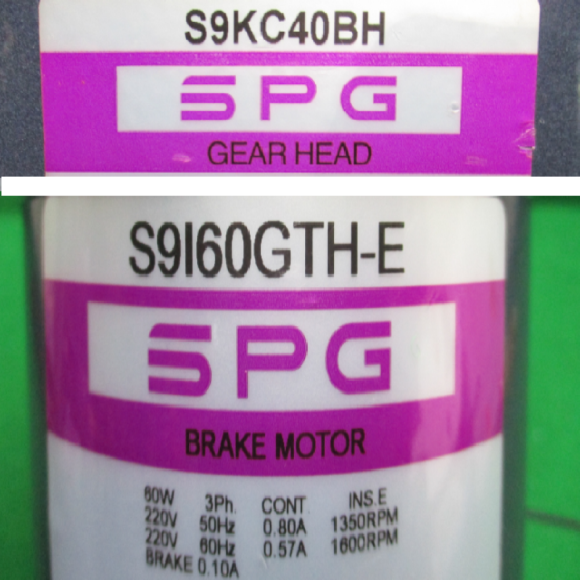 S9KC40BH
SPG
GEAR HEAD
S9I60GTH-E
SPG
BRAKE MOTOR
60W 3Ph. CONT. INS.E
220V 50Hz 0.80A 1350RPM
220V 60Hz 0.57A 1600RPM
BRAKE 0.10A